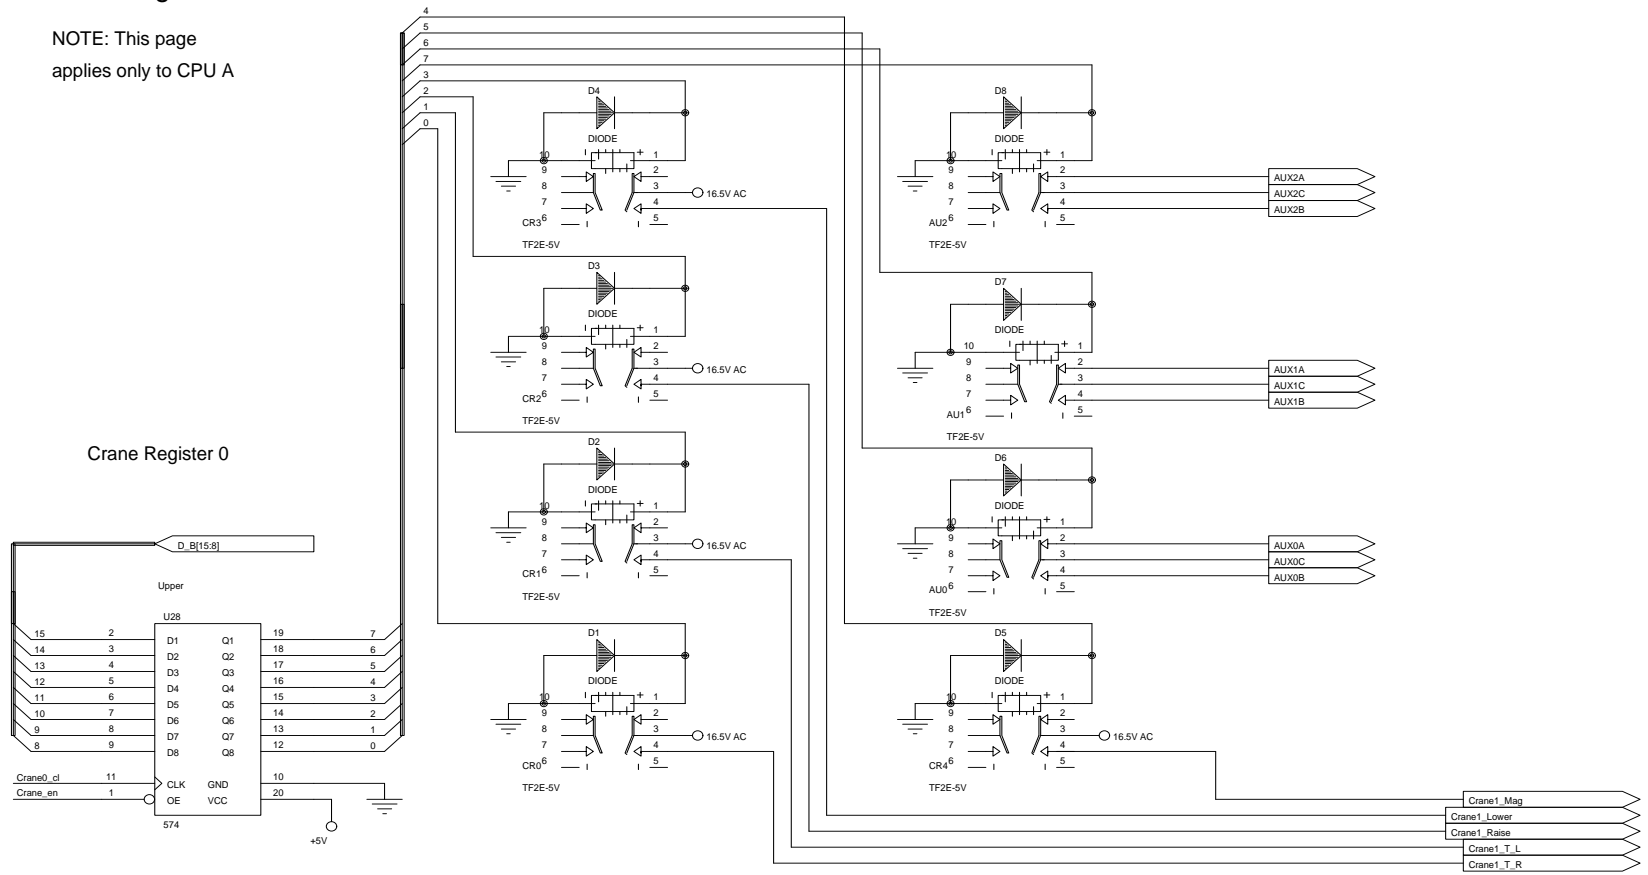 NOTE: This page
applies only to CPU A
4
5
6
7
3
2
1
0
D4
DIODE
10 - + 1
9 2
8 3 16.5V AC
7 4
CR3 6 5
TF2E-5V
D8
DIODE
10 + 1
9 2 AUX2A
8 3 AUX2C
7 4 AUX2B
AU2 6 5
TF2E-5V
D3
DIODE
10 - + 1
9 2
8 3 16.5V AC
7 4
CR2 6 5
TF2E-5V
D7
DIODE
10 + 1
9 2 AUX1A
8 3 AUX1C
7 4 AUX1B
AU1 6 5
TF2E-5V
Crane Register 0
D2
DIODE
10 - + 1
9 2
8 3 16.5V AC
7 4
CR1 6 5
TF2E-5V
D6
DIODE
10 + 1
9 2 AUX0A
8 3 AUX0C
7 4 AUX0B
AU0 6 5
TF2E-5V
D_B[15:8]
Upper
U28
15 2 D1 Q1 19 7
14 3 D2 Q2 18 6
13 4 D3 Q3 17 5
12 5 D4 Q4 16 4
11 6 D5 Q5 15 3
10 7 D6 Q6 14 2
9 8 D7 Q7 13 1
8 9 D8 Q8 12 0
Crane0_cl 11 CLK GND 10
Crane_en 1 OE VCC 20
574
+5V
D1
DIODE
10 - + 1
9 2
8 3 16.5V AC
7 4
CR0 6 5
TF2E-5V
D5
DIODE
10 + 1
9 2
8 3 16.5V AC
7 4
CR4 6 5
TF2E-5V
Crane1_Mag
Crane1_Lower
Crane1_Raise
Crane1_T_L
Crane1_T_R